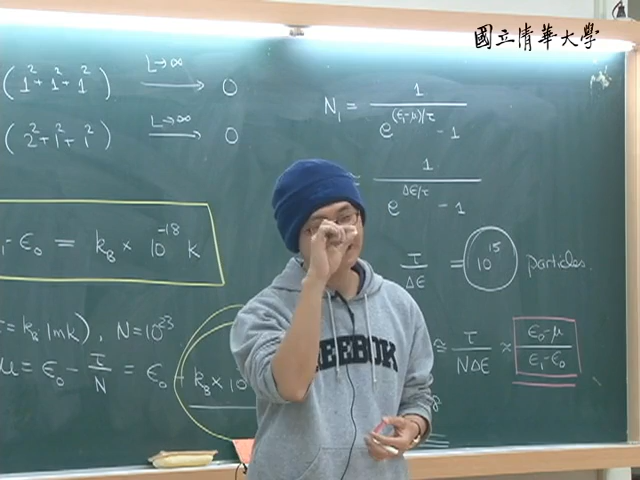 國立清華大學
(1²+1²+1²) L→∞ → 0
(2²+1²+1²) L→∞ → 0
-ε₀ = k_B × 10⁻¹⁸ K
= k_B 1mK), N=10²³
μ = ε₀ - τ/N = ε₀ - k_B × 10
N₁ = 1/(e^((ε₁-μ)/τ) - 1)
1/(e^(Δε/τ) - 1)
τ/Δε = 10¹⁵ particles.
≅ τ/(NΔε) ≈ (ε₀-μ)/(ε₁-ε₀)
REEBOK